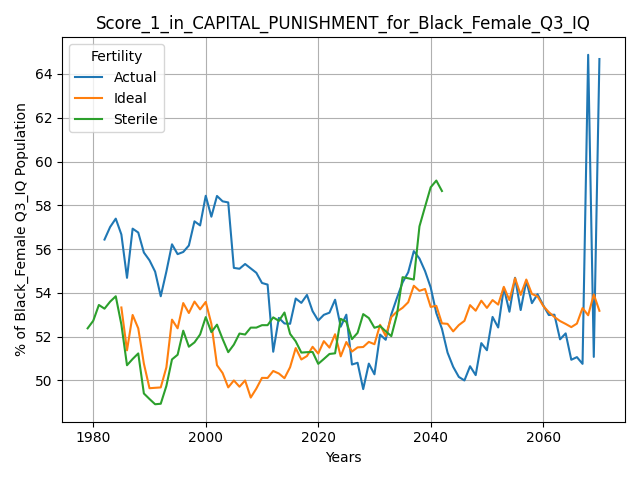 Score_1_in_CAPITAL_PUNISHMENT_for_Black_Female_Q3_IQ
Fertility
Actual
Ideal
Sterile
% of Black_Female Q3_IQ Population
64
62
60
58
56
54
52
50
1980
2000
2020
2040
2060
Years